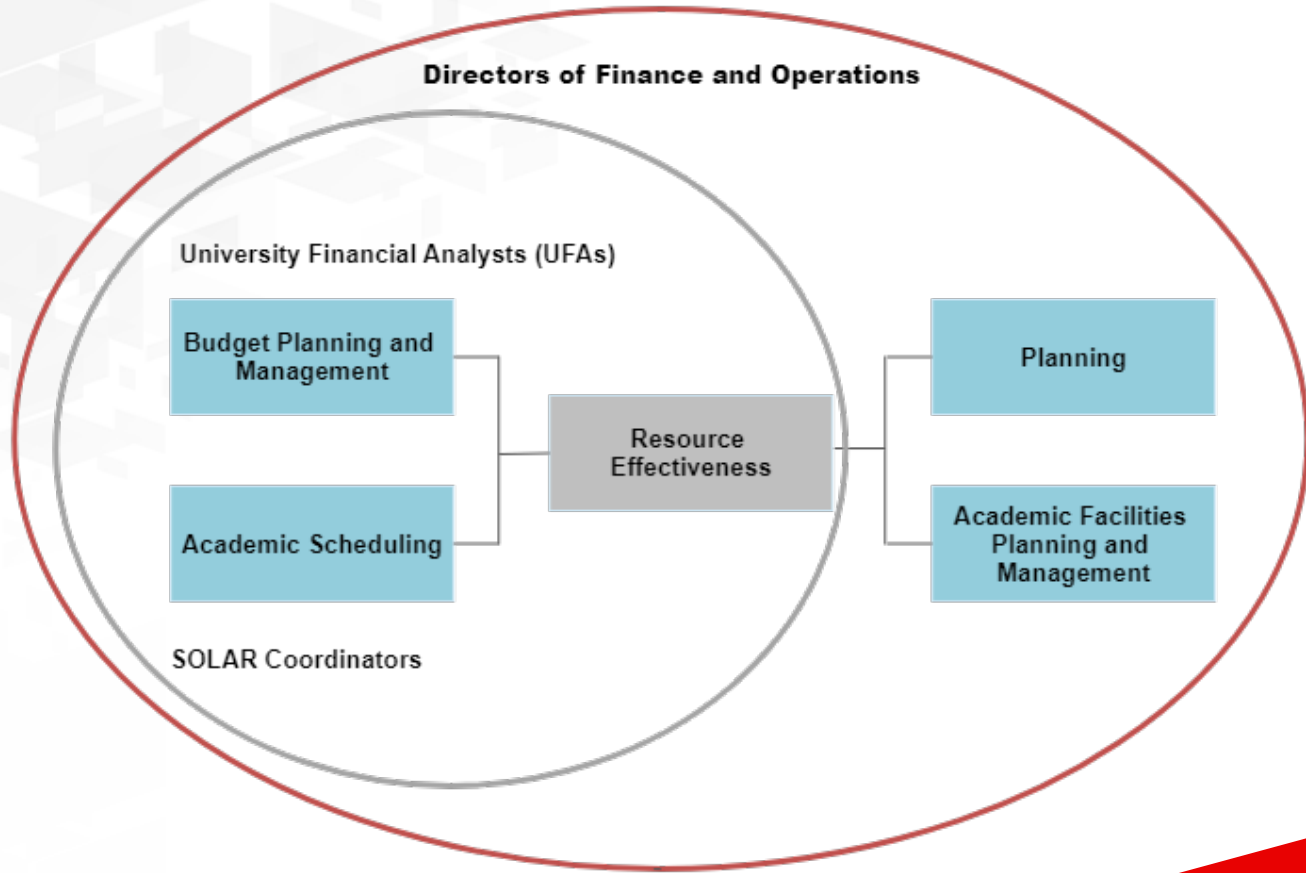 Directors of Finance and Operations
University Financial Analysts (UFAs)
Budget Planning and
Management
Planning
Resource
Effectiveness
Academic Scheduling
Academic Facilities
Planning and
Management
SOLAR Coordinators